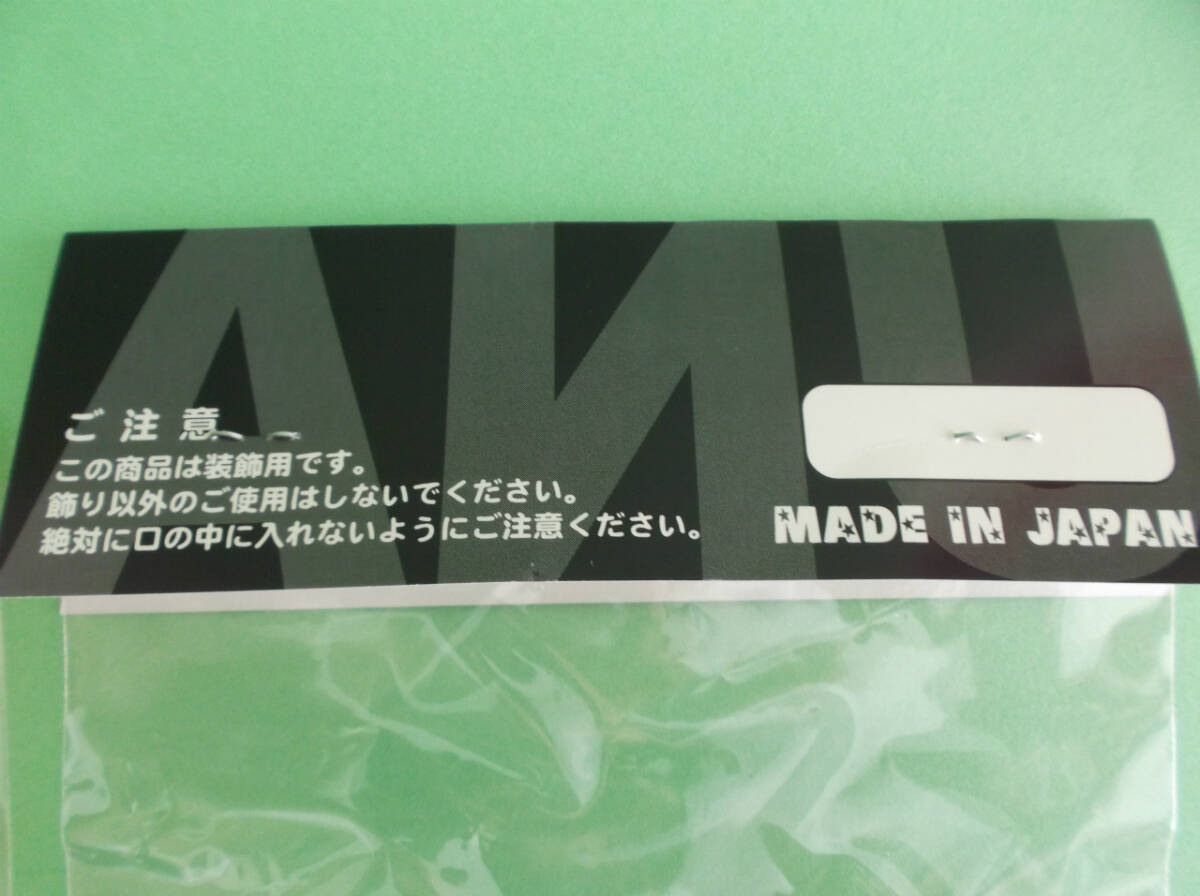 ANU
ご注意
この商品は装飾用です。
飾り以外のご使用はしないでください。
絶対に口の中に入れないようにご注意ください。
MADE IN JAPAN